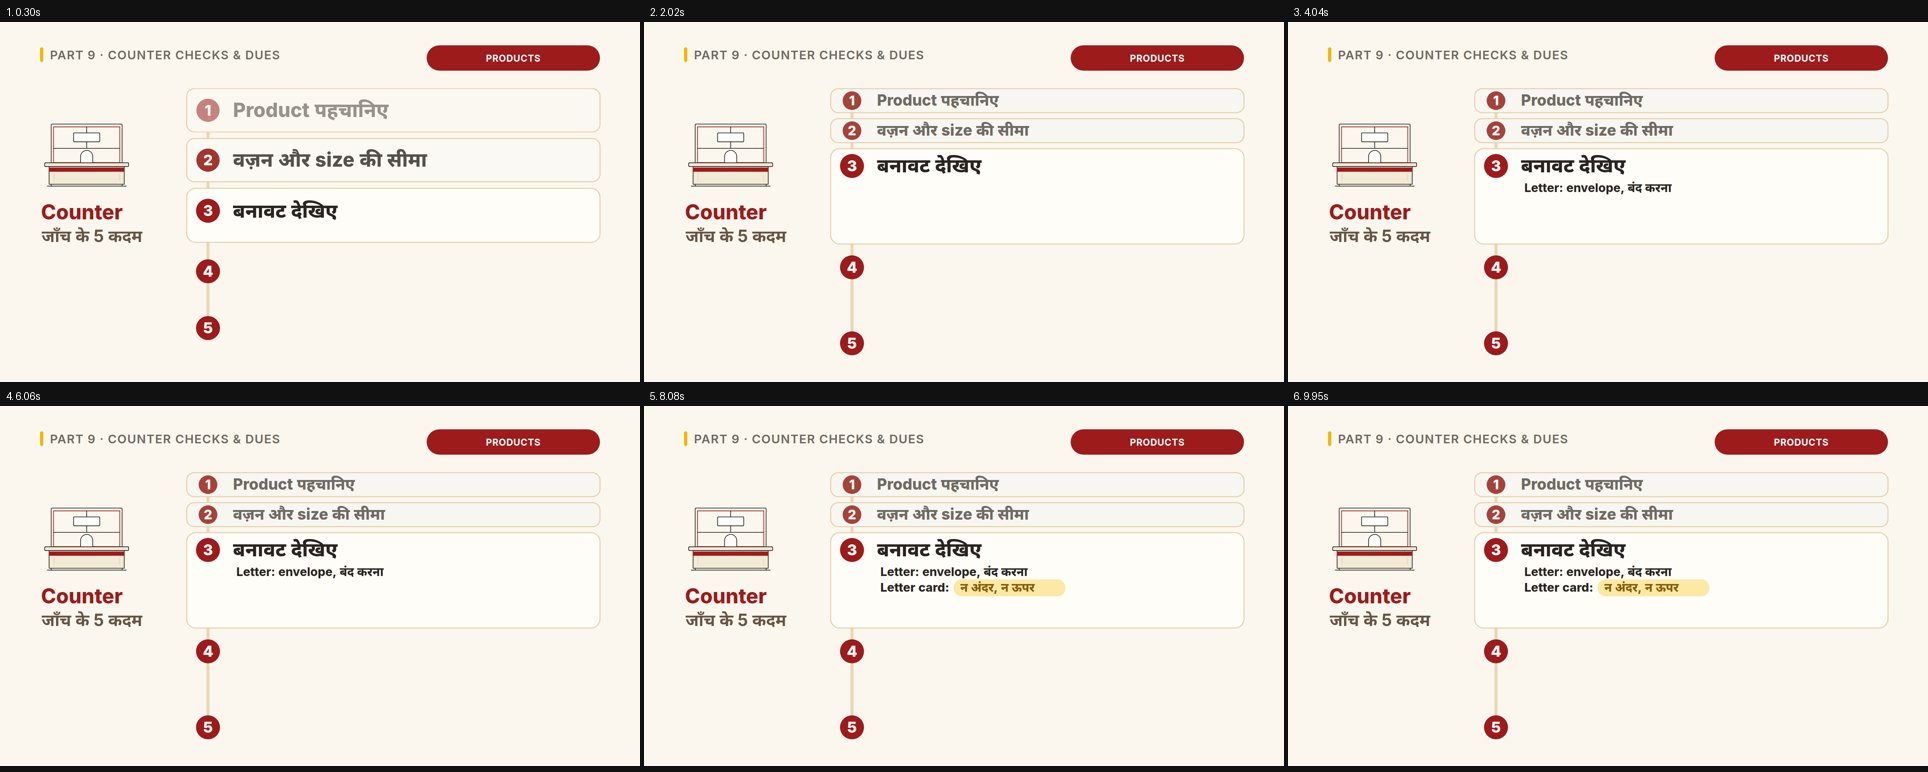 1. 0.30s
PART 9 · COUNTER CHECKS & DUES
PRODUCTS
Counter
जाँच के 5 कदम
1 Product पहचानिए
2 वज़न और size की सीमा
3 बनावट देखिए
4
5
2. 2.02s
PART 9 · COUNTER CHECKS & DUES
PRODUCTS
Counter
जाँच के 5 कदम
1 Product पहचानिए
2 वज़न और size की सीमा
3 बनावट देखिए
4
5
3. 4.04s
PART 9 · COUNTER CHECKS & DUES
PRODUCTS
Counter
जाँच के 5 कदम
1 Product पहचानिए
2 वज़न और size की सीमा
3 बनावट देखिए
Letter: envelope, बंद करना
4
5
4. 6.06s
PART 9 · COUNTER CHECKS & DUES
PRODUCTS
Counter
जाँच के 5 कदम
1 Product पहचानिए
2 वज़न और size की सीमा
3 बनावट देखिए
Letter: envelope, बंद करना
4
5
5. 8.08s
PART 9 · COUNTER CHECKS & DUES
PRODUCTS
Counter
जाँच के 5 कदम
1 Product पहचानिए
2 वज़न और size की सीमा
3 बनावट देखिए
Letter: envelope, बंद करना
Letter card: न अंदर, न ऊपर
4
5
6. 9.95s
PART 9 · COUNTER CHECKS & DUES
PRODUCTS
Counter
जाँच के 5 कदम
1 Product पहचानिए
2 वज़न और size की सीमा
3 बनावट देखिए
Letter: envelope, बंद करना
Letter card: न अंदर, न ऊपर
4
5